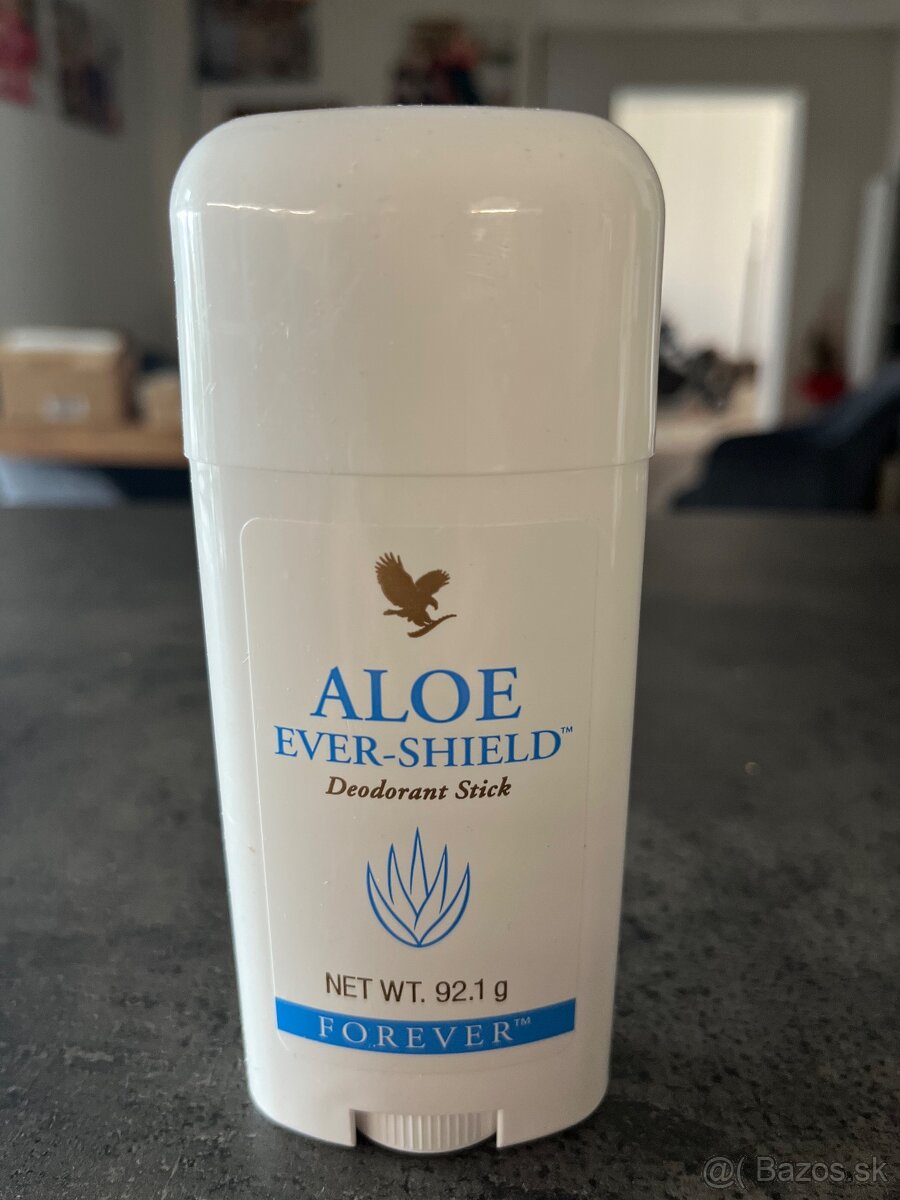 ALOE
EVER-SHIELD™
Deodorant Stick
NET WT. 92.1 g
FOREVER™
@( Bazos.sk